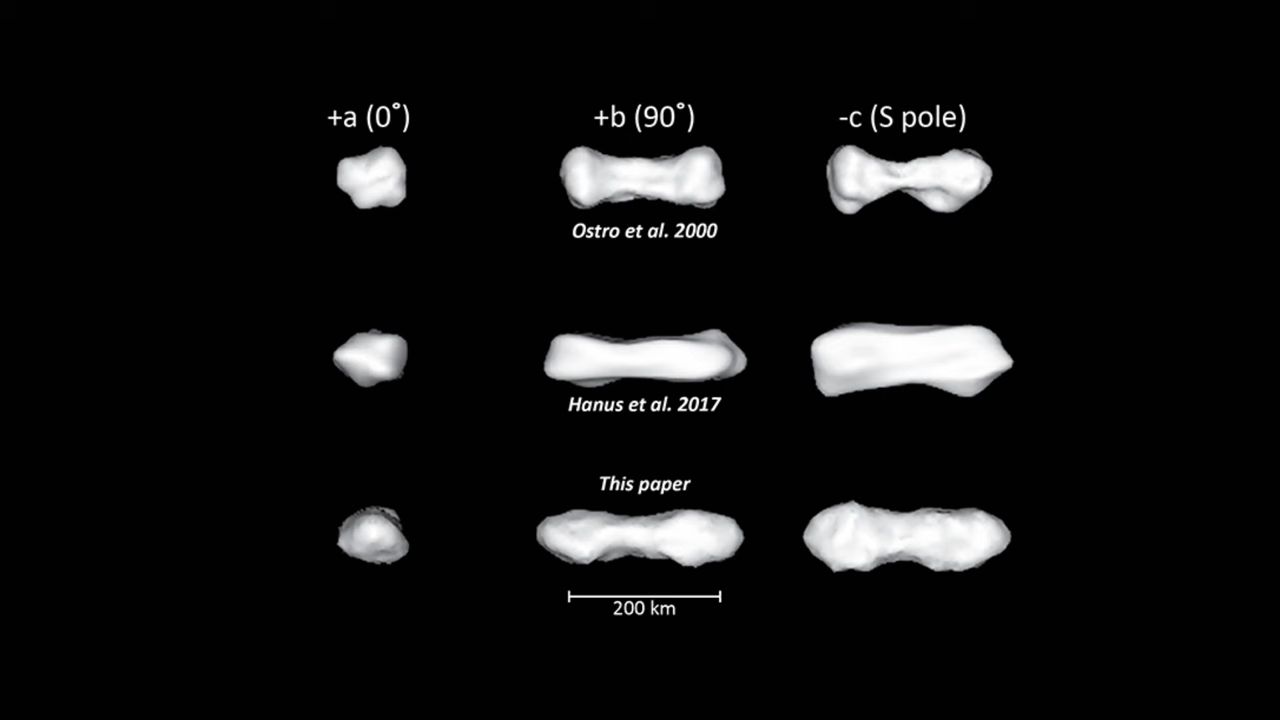 +a (0˚)
+b (90˚)
-c (S pole)
Ostro et al. 2000
Hanus et al. 2017
This paper
200 km